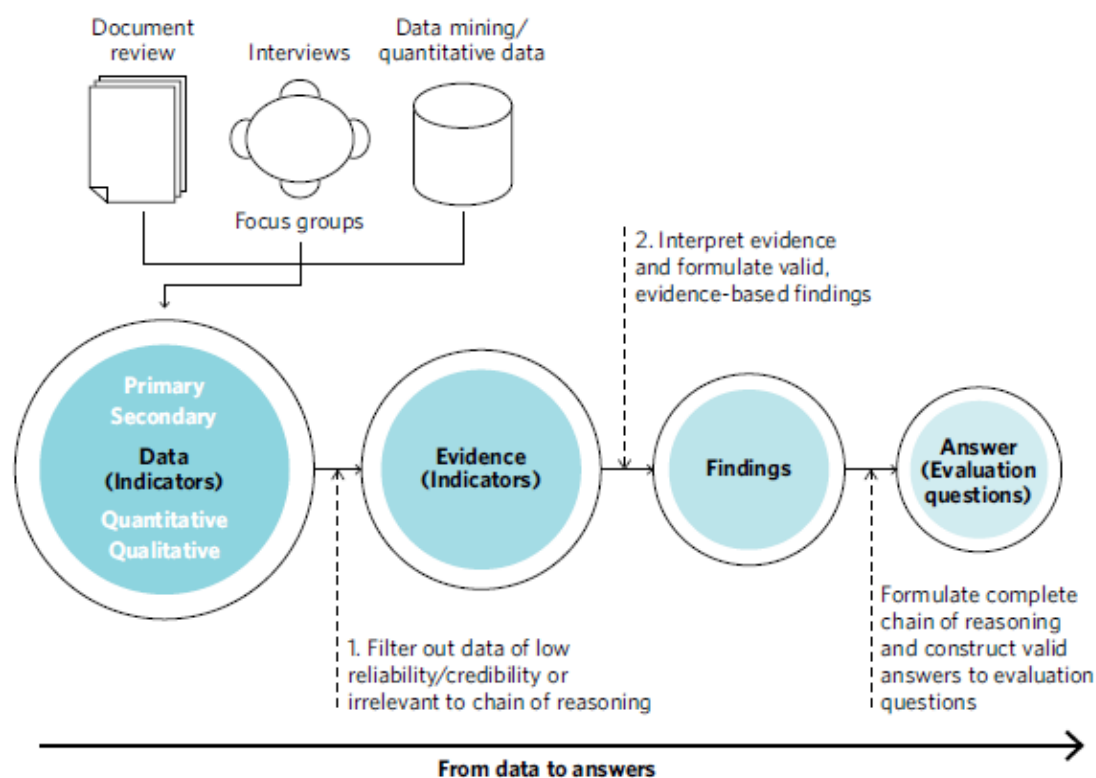 Document
review
Interviews
Data mining/
quantitative data
Focus groups
2. Interpret evidence
and formulate valid,
evidence-based findings
Primary
Secondary
Data
(Indicators)
Quantitative
Qualitative
Evidence
(Indicators)
Findings
Answer
(Evaluation
questions)
1. Filter out data of low
reliability/credibility or
irrelevant to chain of reasoning
Formulate complete
chain of reasoning
and construct valid
answers to evaluation
questions
From data to answers